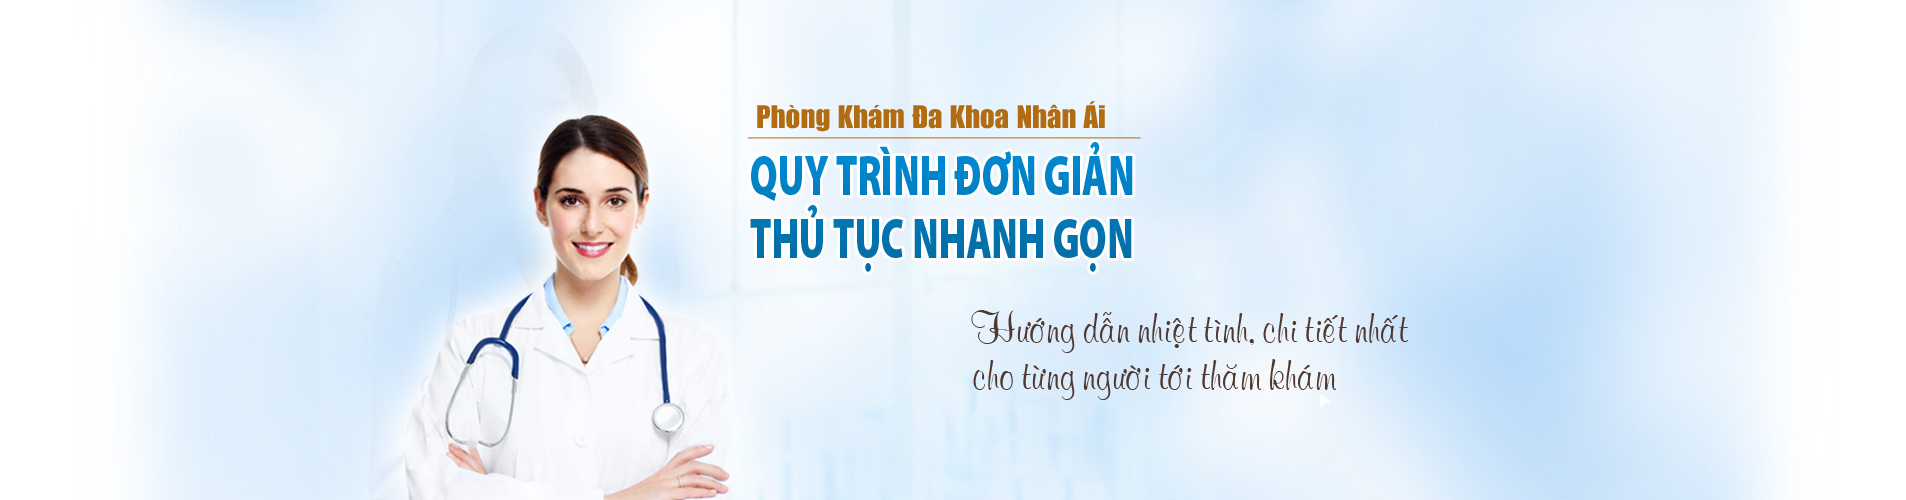 Phòng Khám Đa Khoa Nhân Ái
QUY TRÌNH ĐƠN GIẢN
THỦ TỤC NHANH GỌN
Hướng dẫn nhiệt tình, chi tiết nhất
cho từng người tới thăm khám